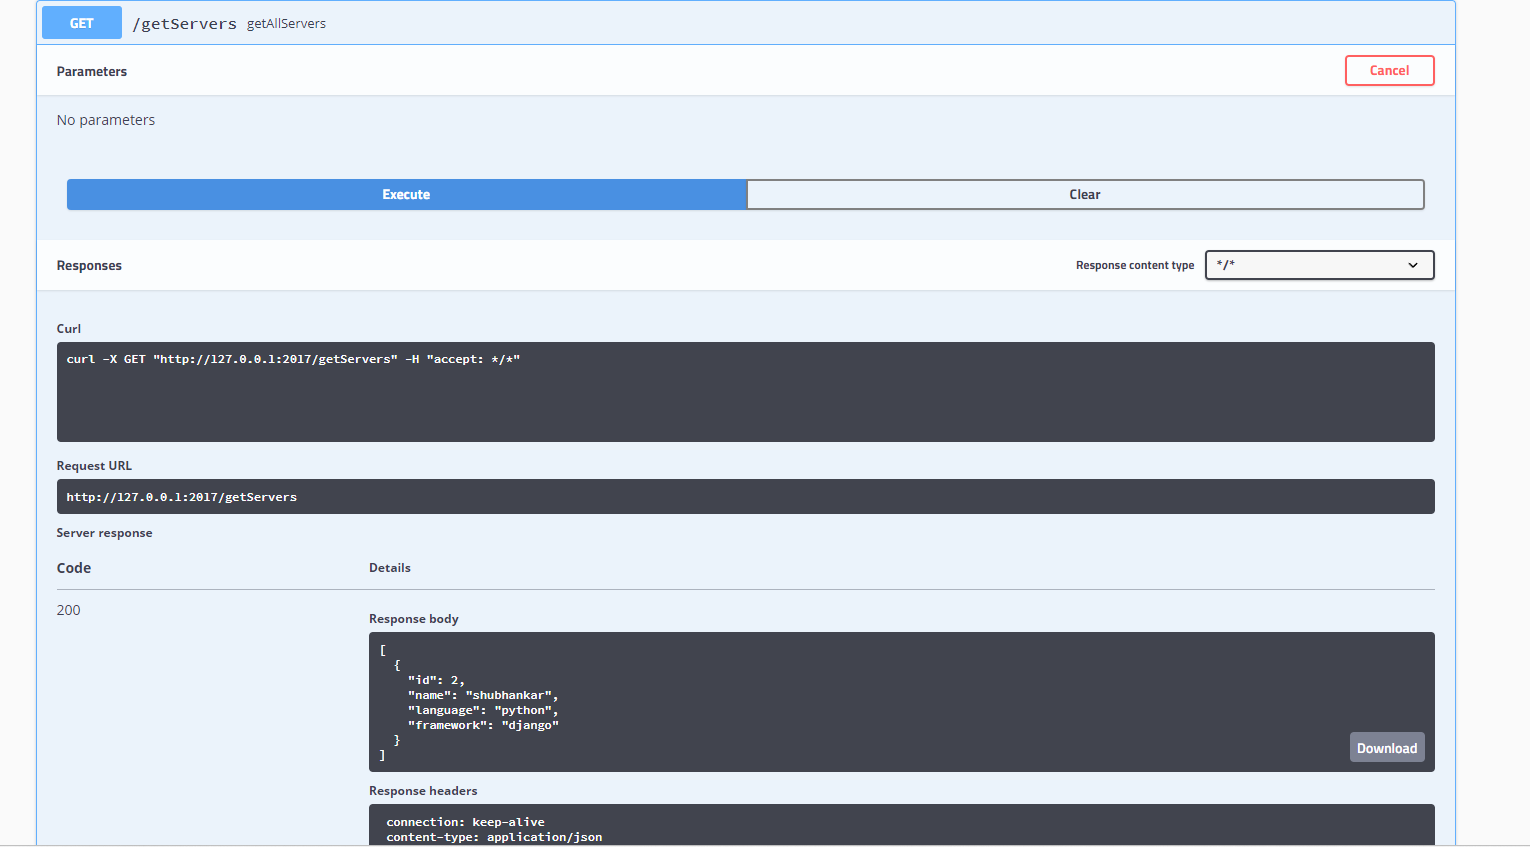 GET /getServers getAllServers
Parameters
Cancel
No parameters
Execute
Clear
Responses
Response content type
*/*
Curl
curl -X GET "http://127.0.0.1:2017/getServers" -H "accept: */*"
Request URL
http://127.0.0.1:2017/getServers
Server response
Code
Details
200
Response body
[
  {
    "id": 2,
    "name": "shubhankar",
    "language": "python",
    "framework": "django"
  }
]
Download
Response headers
connection: keep-alive
content-type: application/json